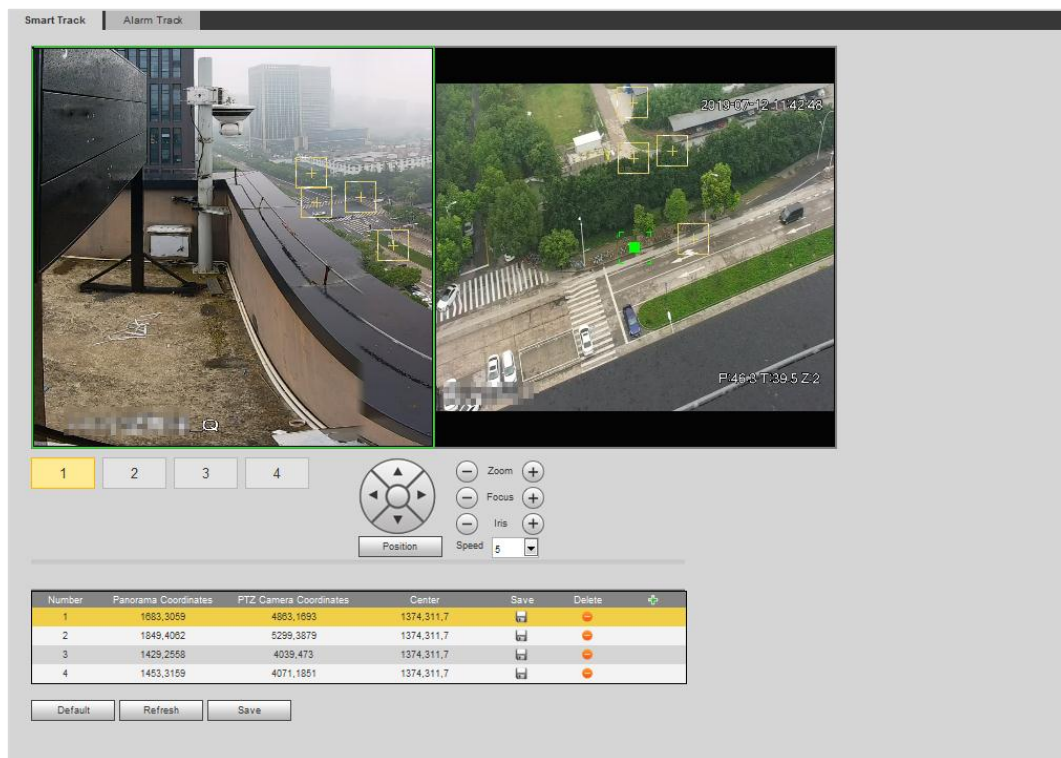 Smart Track Alarm Track
2019-07-12 11:42:48
P:46.8 T:39.5 Z:2
1 2 3 4
Zoom
Focus
Iris
Position Speed 5
Number Panorama Coordinates PTZ Camera Coordinates Center Save Delete
1 1683,3059 4863,1693 1374,311,7
2 1849,4062 5299,3879 1374,311,7
3 1429,2558 4039,473 1374,311,7
4 1453,3159 4071,1851 1374,311,7
Default Refresh Save